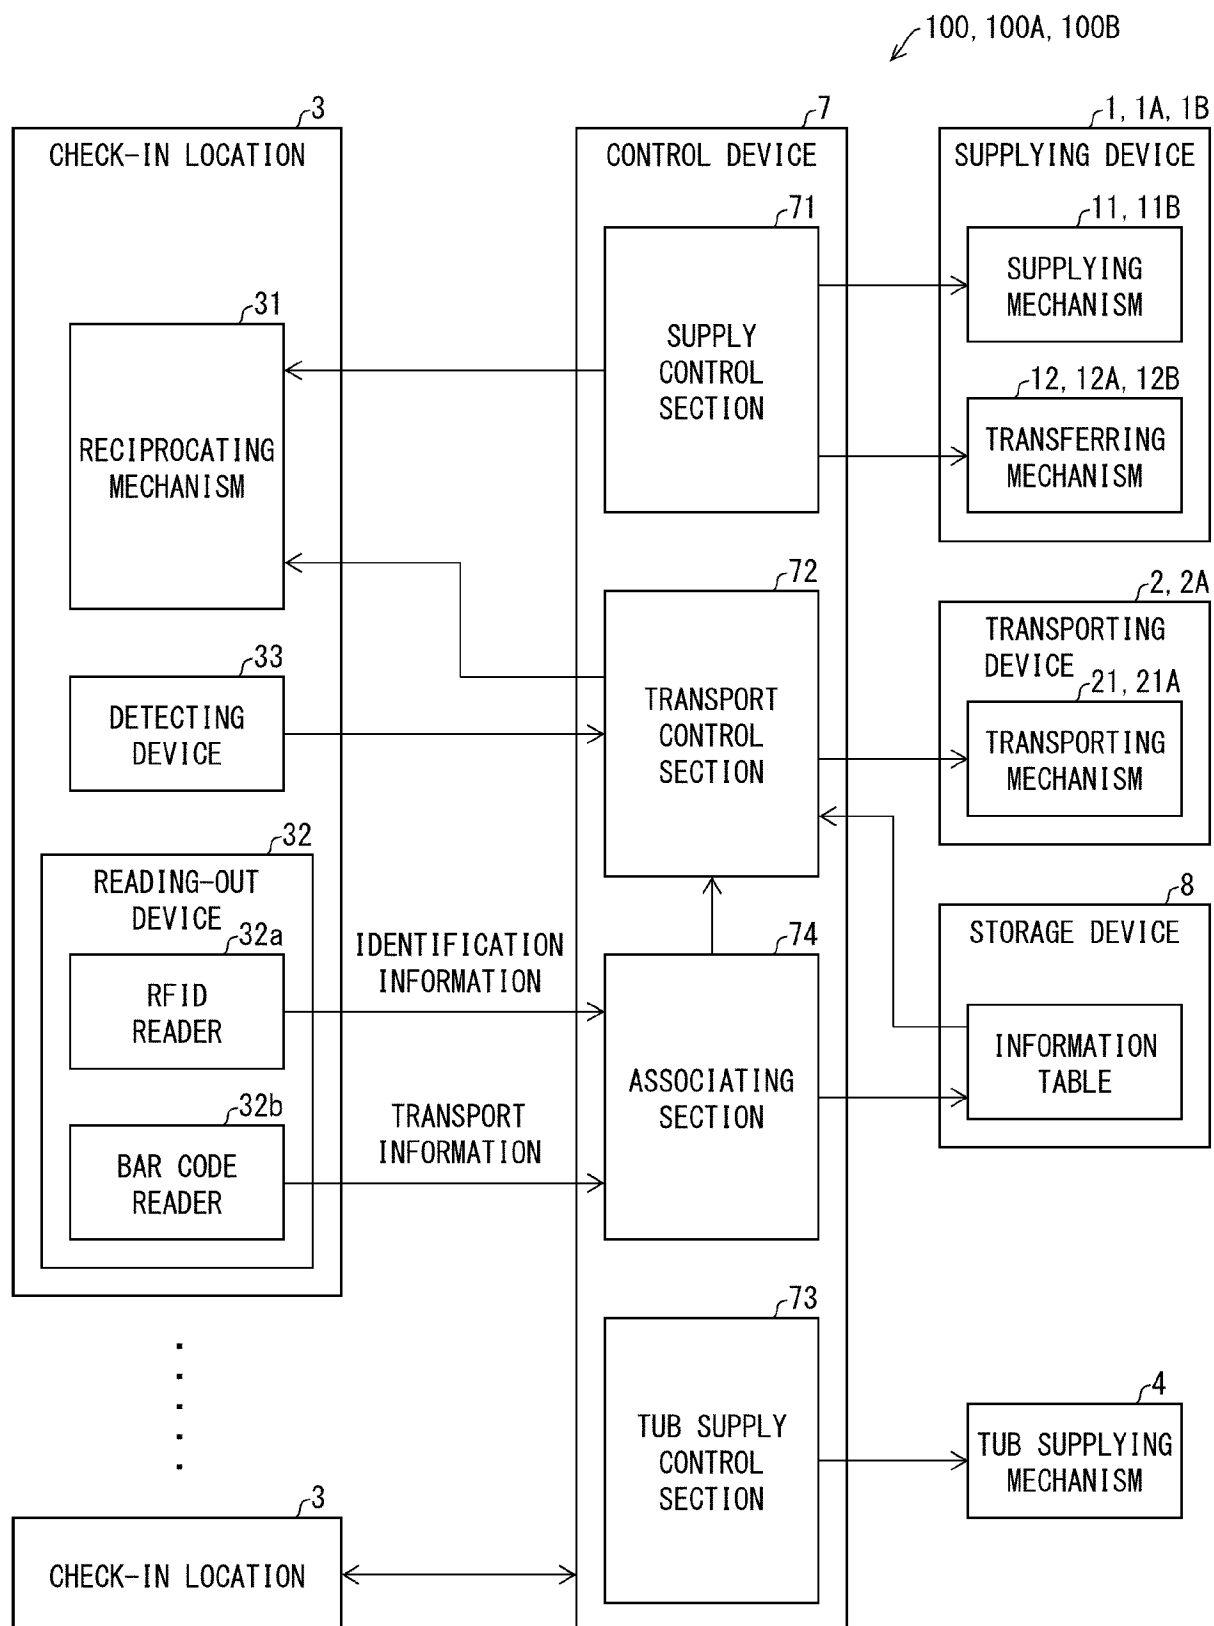 100, 100A, 100B
3
CHECK-IN LOCATION
31
RECIPROCATING
MECHANISM
33
DETECTING
DEVICE
32
READING-OUT
DEVICE
32a
RFID
READER
32b
BAR CODE
READER
IDENTIFICATION
INFORMATION
TRANSPORT
INFORMATION
3
CHECK-IN LOCATION
7
CONTROL DEVICE
71
SUPPLY
CONTROL
SECTION
72
TRANSPORT
CONTROL
SECTION
74
ASSOCIATING
SECTION
73
TUB SUPPLY
CONTROL
SECTION
1, 1A, 1B
SUPPLYING DEVICE
11, 11B
SUPPLYING
MECHANISM
12, 12A, 12B
TRANSFERRING
MECHANISM
2, 2A
TRANSPORTING
DEVICE
21, 21A
TRANSPORTING
MECHANISM
8
STORAGE DEVICE
INFORMATION
TABLE
4
TUB SUPPLYING
MECHANISM